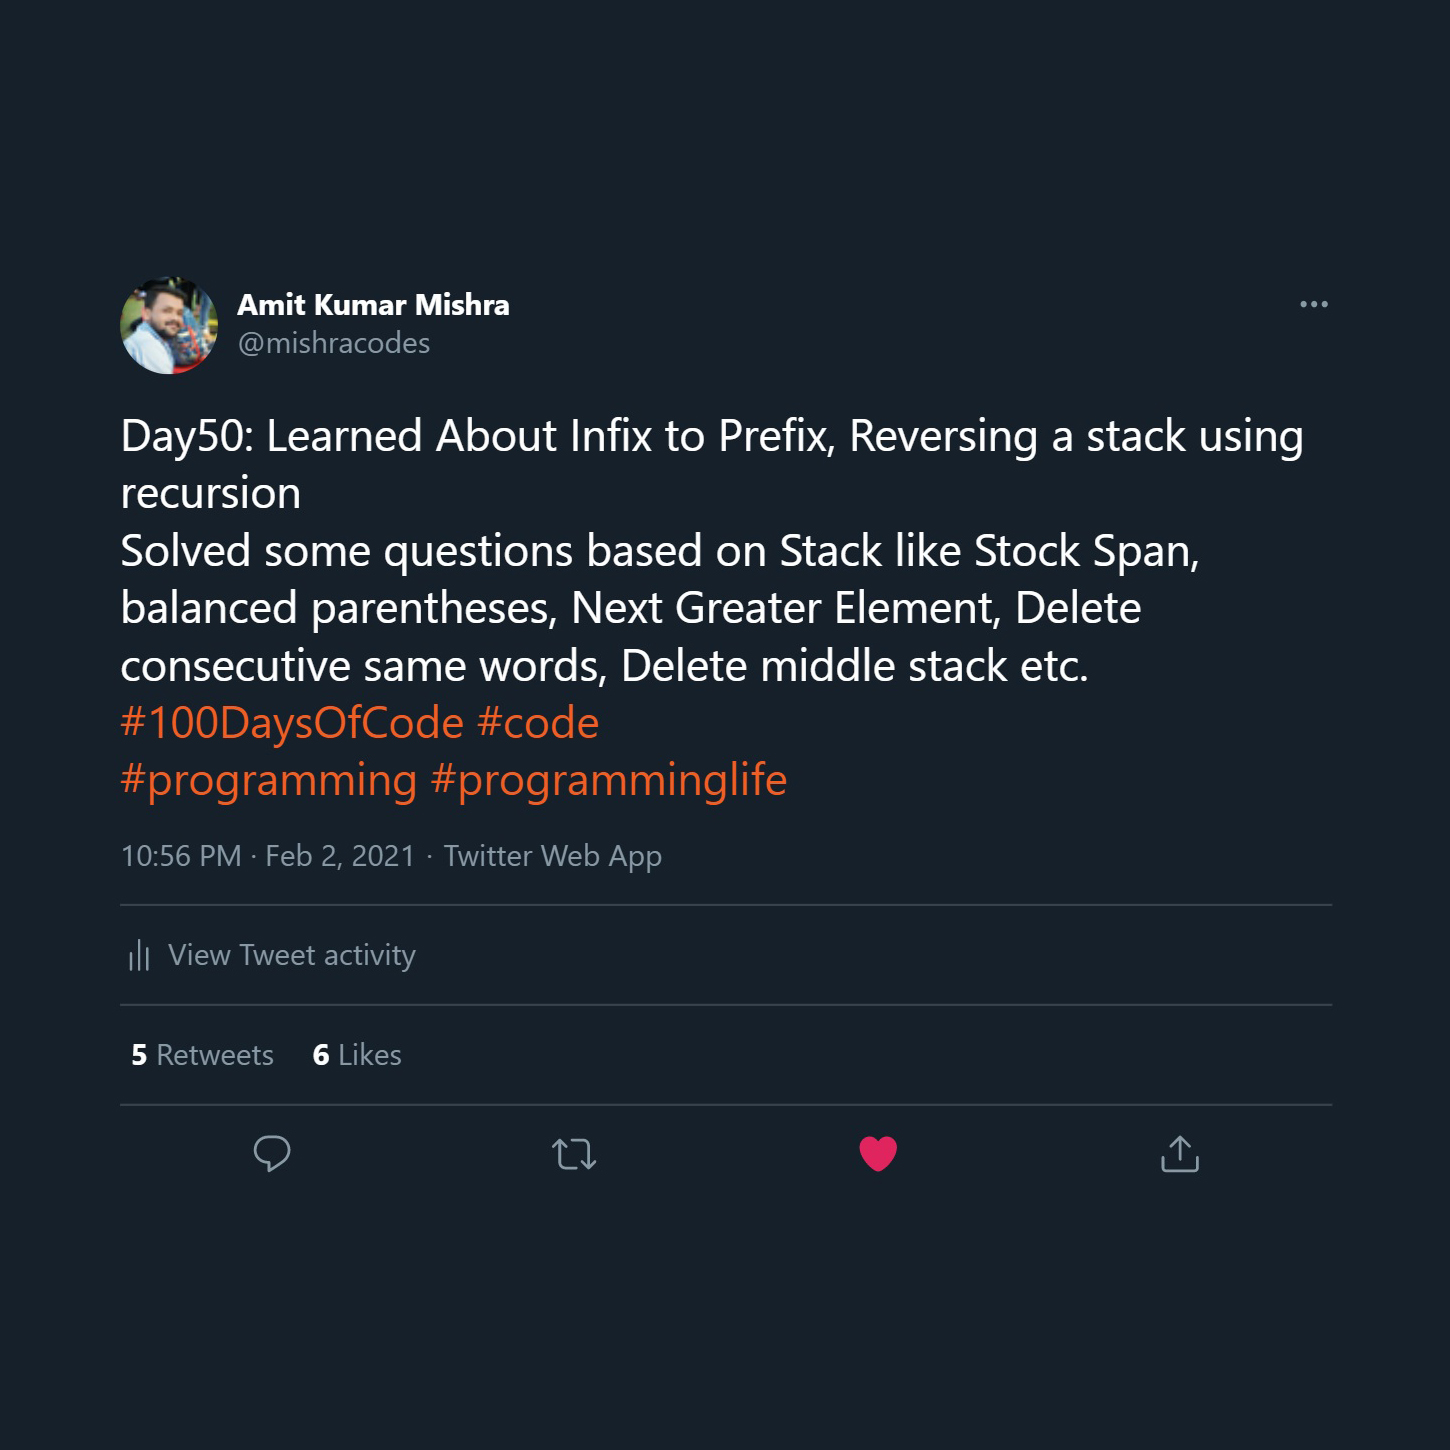 Amit Kumar Mishra
@mishracodes
Day50: Learned About Infix to Prefix, Reversing a stack using
recursion
Solved some questions based on Stack like Stock Span,
balanced parentheses, Next Greater Element, Delete
consecutive same words, Delete middle stack etc.
#100DaysOfCode #code
#programming #programminglife
10:56 PM · Feb 2, 2021 · Twitter Web App
View Tweet activity
5 Retweets 6 Likes